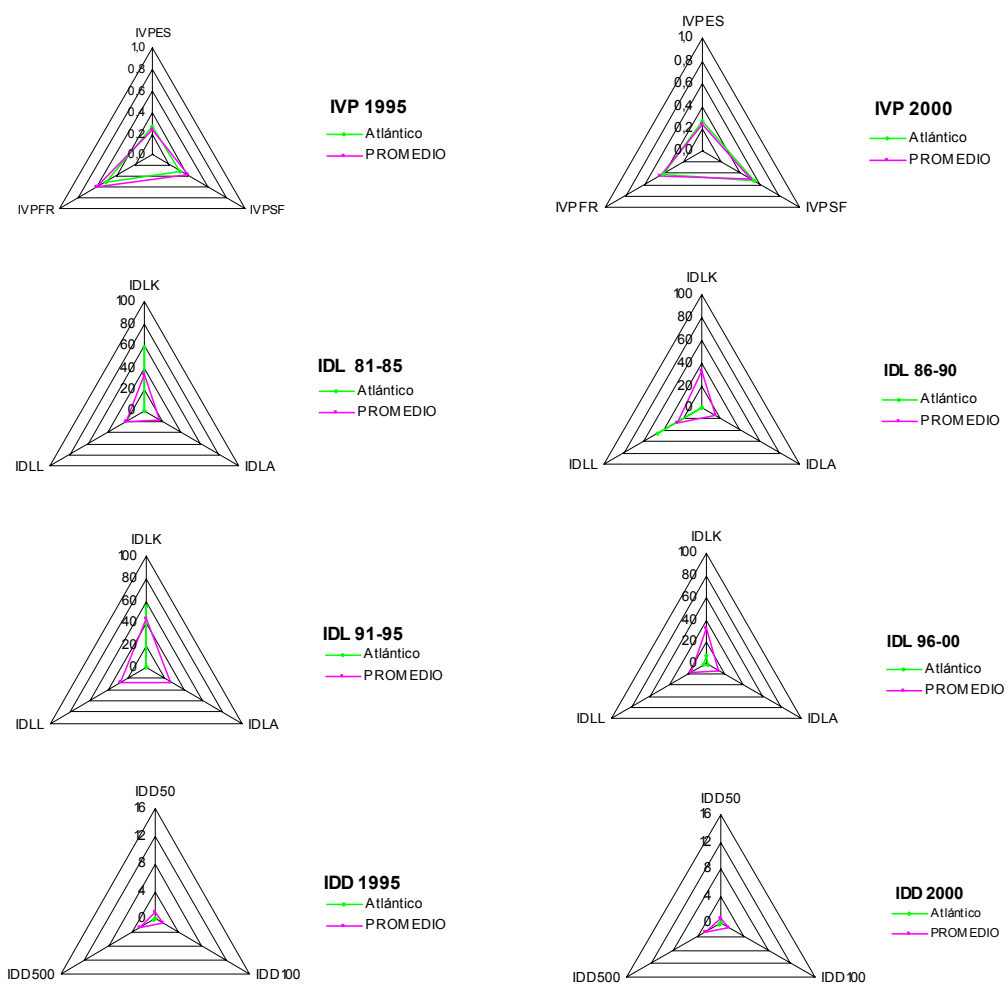 IVPES
1,0
0,8
0,6
0,4
0,2
0,0
IVPFR
IVPSF
IVP 1995
Atlántico
PROMEDIO
IVPES
1,0
0,8
0,6
0,4
0,2
0,0
IVPFR
IVPSF
IVP 2000
Atlántico
PROMEDIO
IDLK
100
80
60
40
20
0
IDLL
IDLA
IDL 81-85
Atlántico
PROMEDIO
IDLK
100
80
60
40
20
0
IDLL
IDLA
IDL 86-90
Atlántico
PROMEDIO
IDLK
100
80
60
40
20
0
IDLL
IDLA
IDL 91-95
Atlántico
PROMEDIO
IDLK
100
80
60
40
20
0
IDLL
IDLA
IDL 96-00
Atlántico
PROMEDIO
IDD50
16
12
8
4
0
IDD500
IDD100
IDD 1995
Atlántico
PROMEDIO
IDD50
16
12
8
4
0
IDD500
IDD100
IDD 2000
Atlántico
PROMEDIO